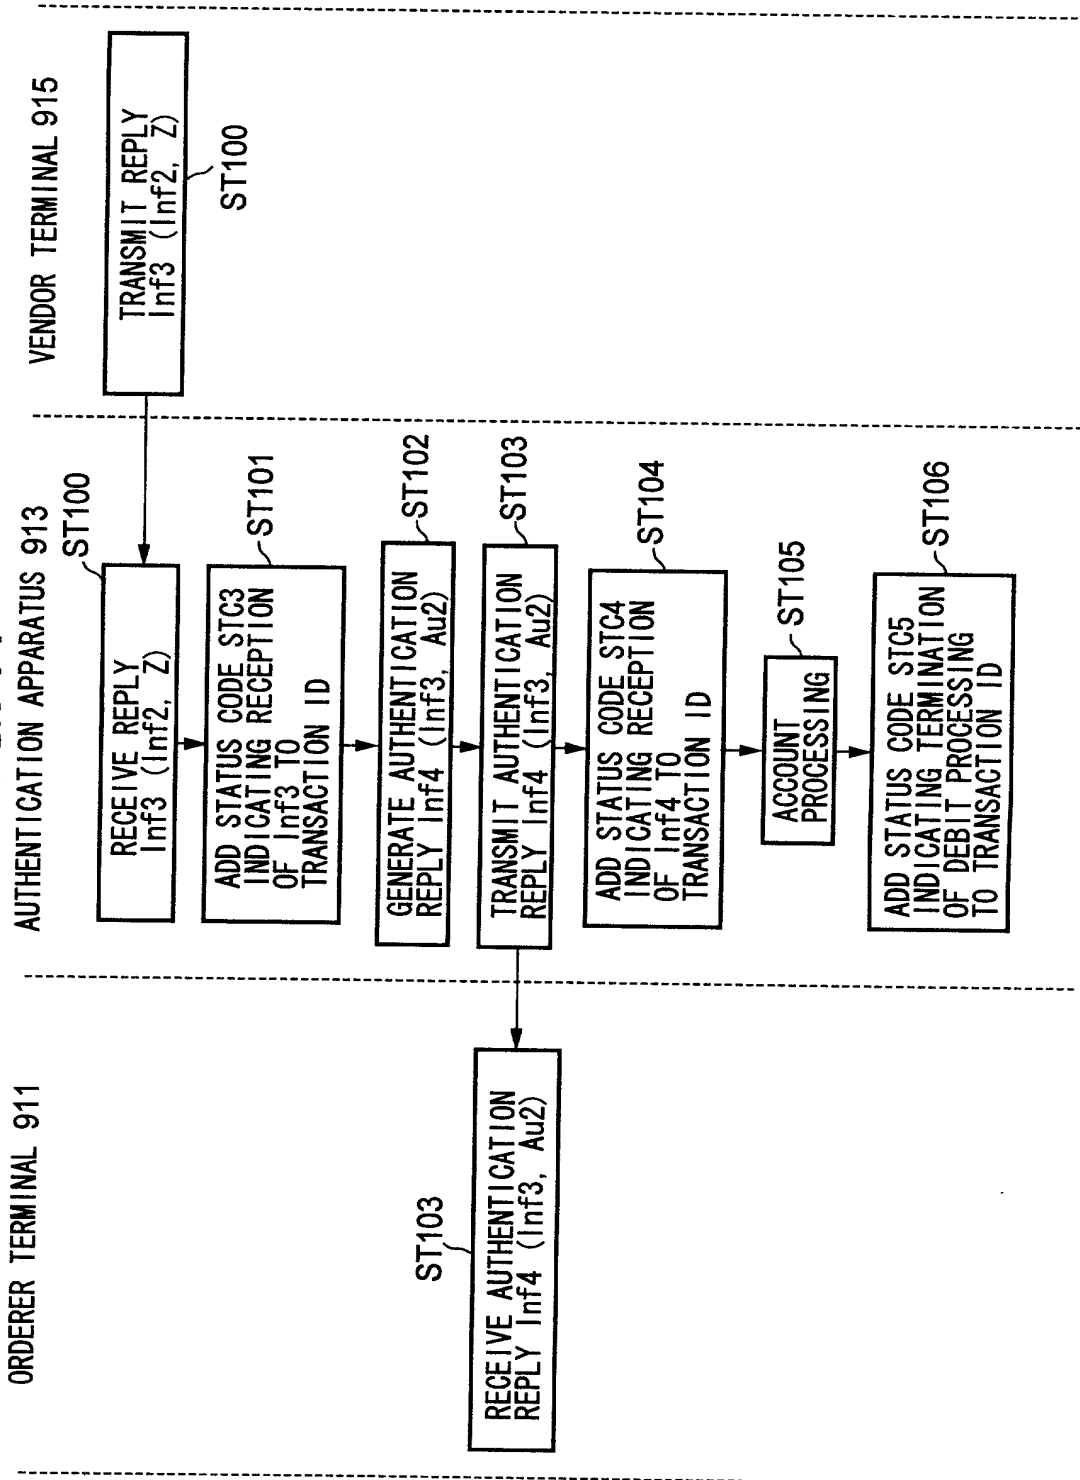 ORDERER TERMINAL 911
AUTHENTICATION APPARATUS 913
VENDOR TERMINAL 915
TRANSMIT REPLY
Inf3 (Inf2, Z)
ST100
RECEIVE REPLY
Inf3 (Inf2, Z)
ST100
ADD STATUS CODE STC3
INDICATING RECEPTION
OF Inf3 TO
TRANSACTION ID
ST101
GENERATE AUTHENTICATION
REPLY Inf4 (Inf3, Au2)
ST102
TRANSMIT AUTHENTICATION
REPLY Inf4 (Inf3, Au2)
ST103
RECEIVE AUTHENTICATION
REPLY Inf4 (Inf3, Au2)
ST103
ADD STATUS CODE STC4
INDICATING RECEPTION
OF Inf4 TO
TRANSACTION ID
ST104
ACCOUNT
PROCESSING
ST105
ADD STATUS CODE STC5
INDICATING TERMINATION
OF DEBIT PROCESSING
TO TRANSACTION ID
ST106